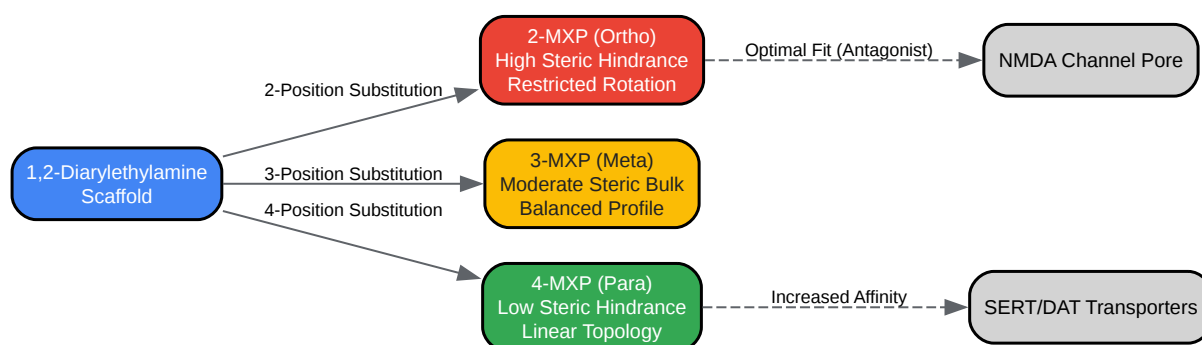 2-MXP (Ortho)
High Steric Hindrance
Restricted Rotation
Optimal Fit (Antagonist)
NMDA Channel Pore
2-Position Substitution
1,2-Diarylethylamine
Scaffold
3-Position Substitution
3-MXP (Meta)
Moderate Steric Bulk
Balanced Profile
4-Position Substitution
4-MXP (Para)
Low Steric Hindrance
Linear Topology
Increased Affinity
SERT/DAT Transporters